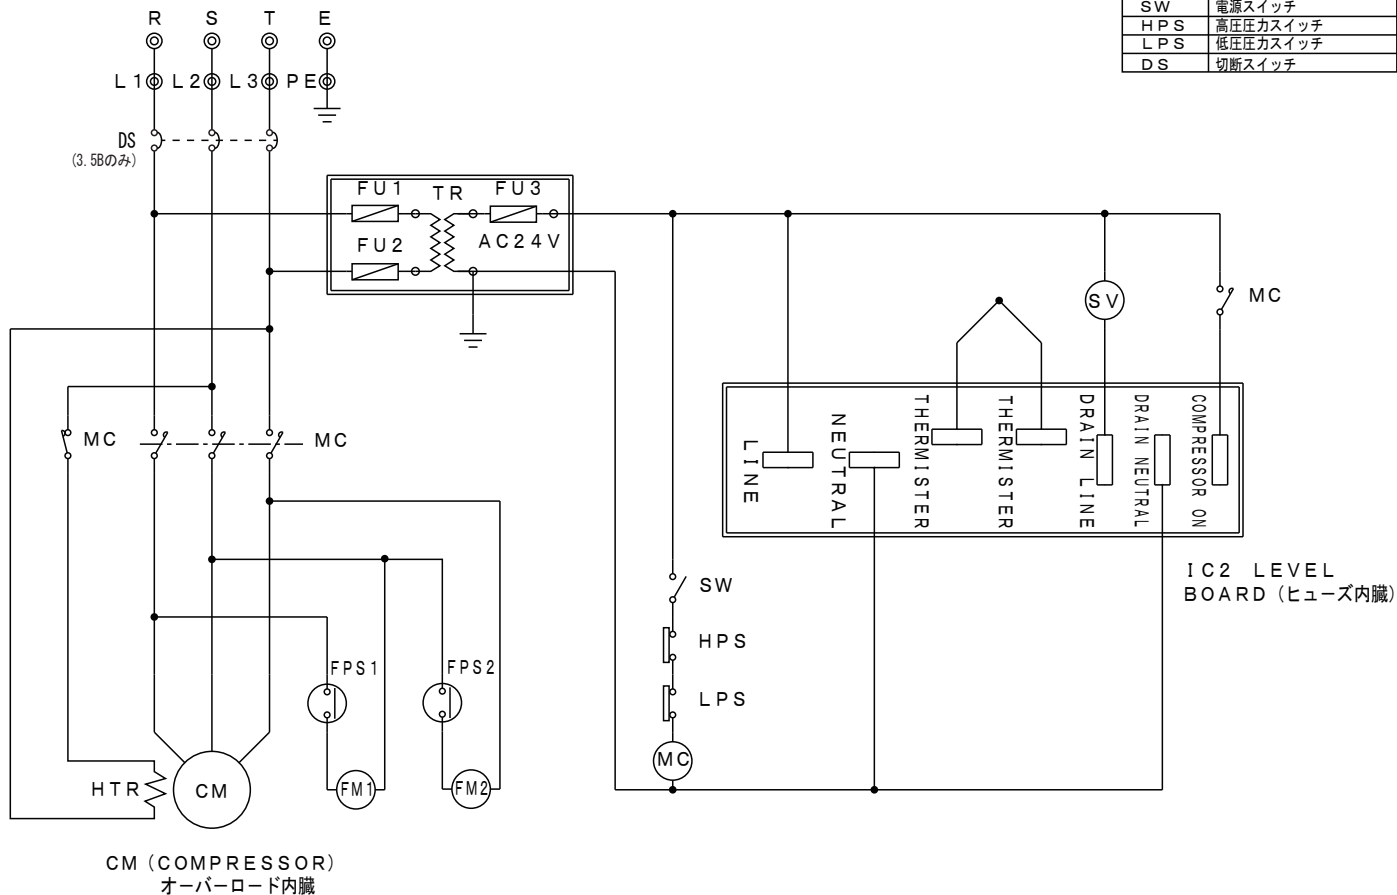 R S T E
SW 電源スイッチ
HPS 高圧圧力スイッチ
LPS 低圧圧力スイッチ
DS 切断スイッチ
L1 L2 L3 PE
DS
(3.5Bのみ)
FU1 TR FU3
FU2 AC24V
SV
MC
MC
MC
LINE
NEUTRAL
THERMISTER
THERMISTER
DRAIN LINE
DRAIN NEUTRAL
COMPRESSOR ON
IC2 LEVEL
BOARD（ヒューズ内臓）
SW
HPS
LPS
MC
FPS1
FPS2
HTR
CM
FM1
FM2
CM（COMPRESSOR）
オーバーロード内臓